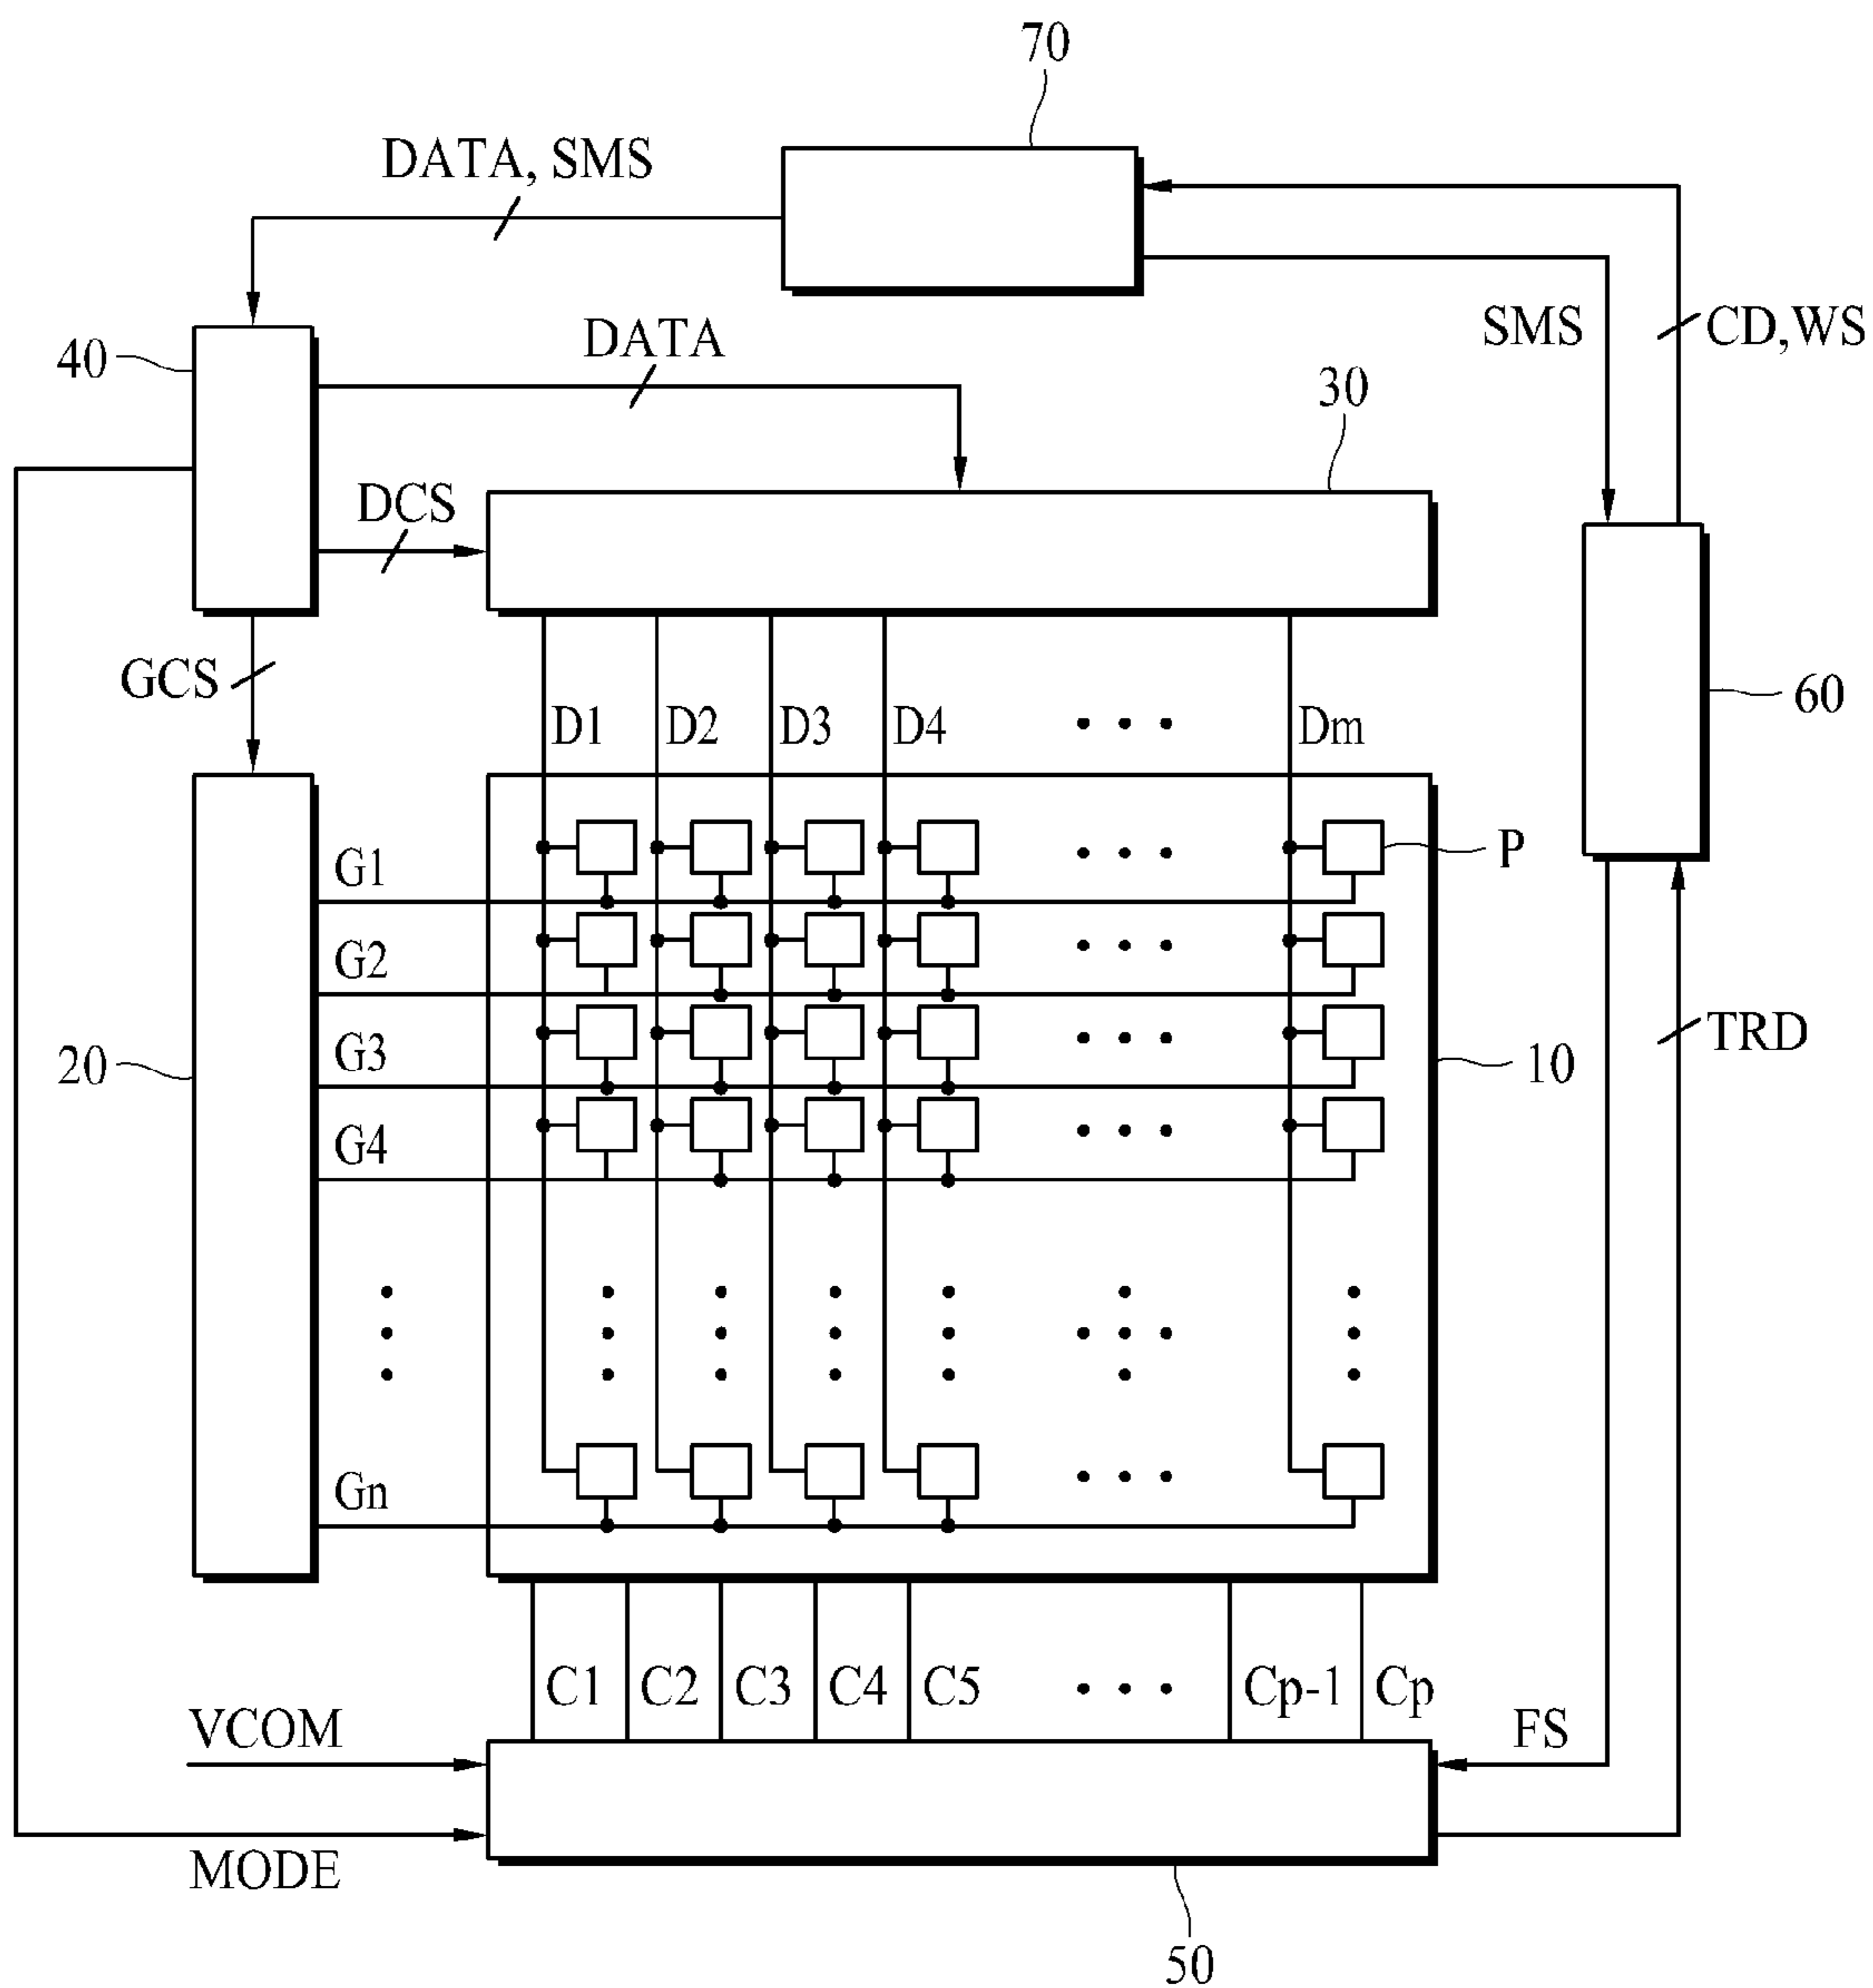 70
DATA, SMS
40
DATA
SMS
CD,WS
30
DCS
GCS
60
D1 D2 D3 D4 Dm
P
G1
G2
G3
TRD
20
10
G4
Gn
C1 C2 C3 C4 C5 Cp-1 Cp
VCOM
FS
MODE
50